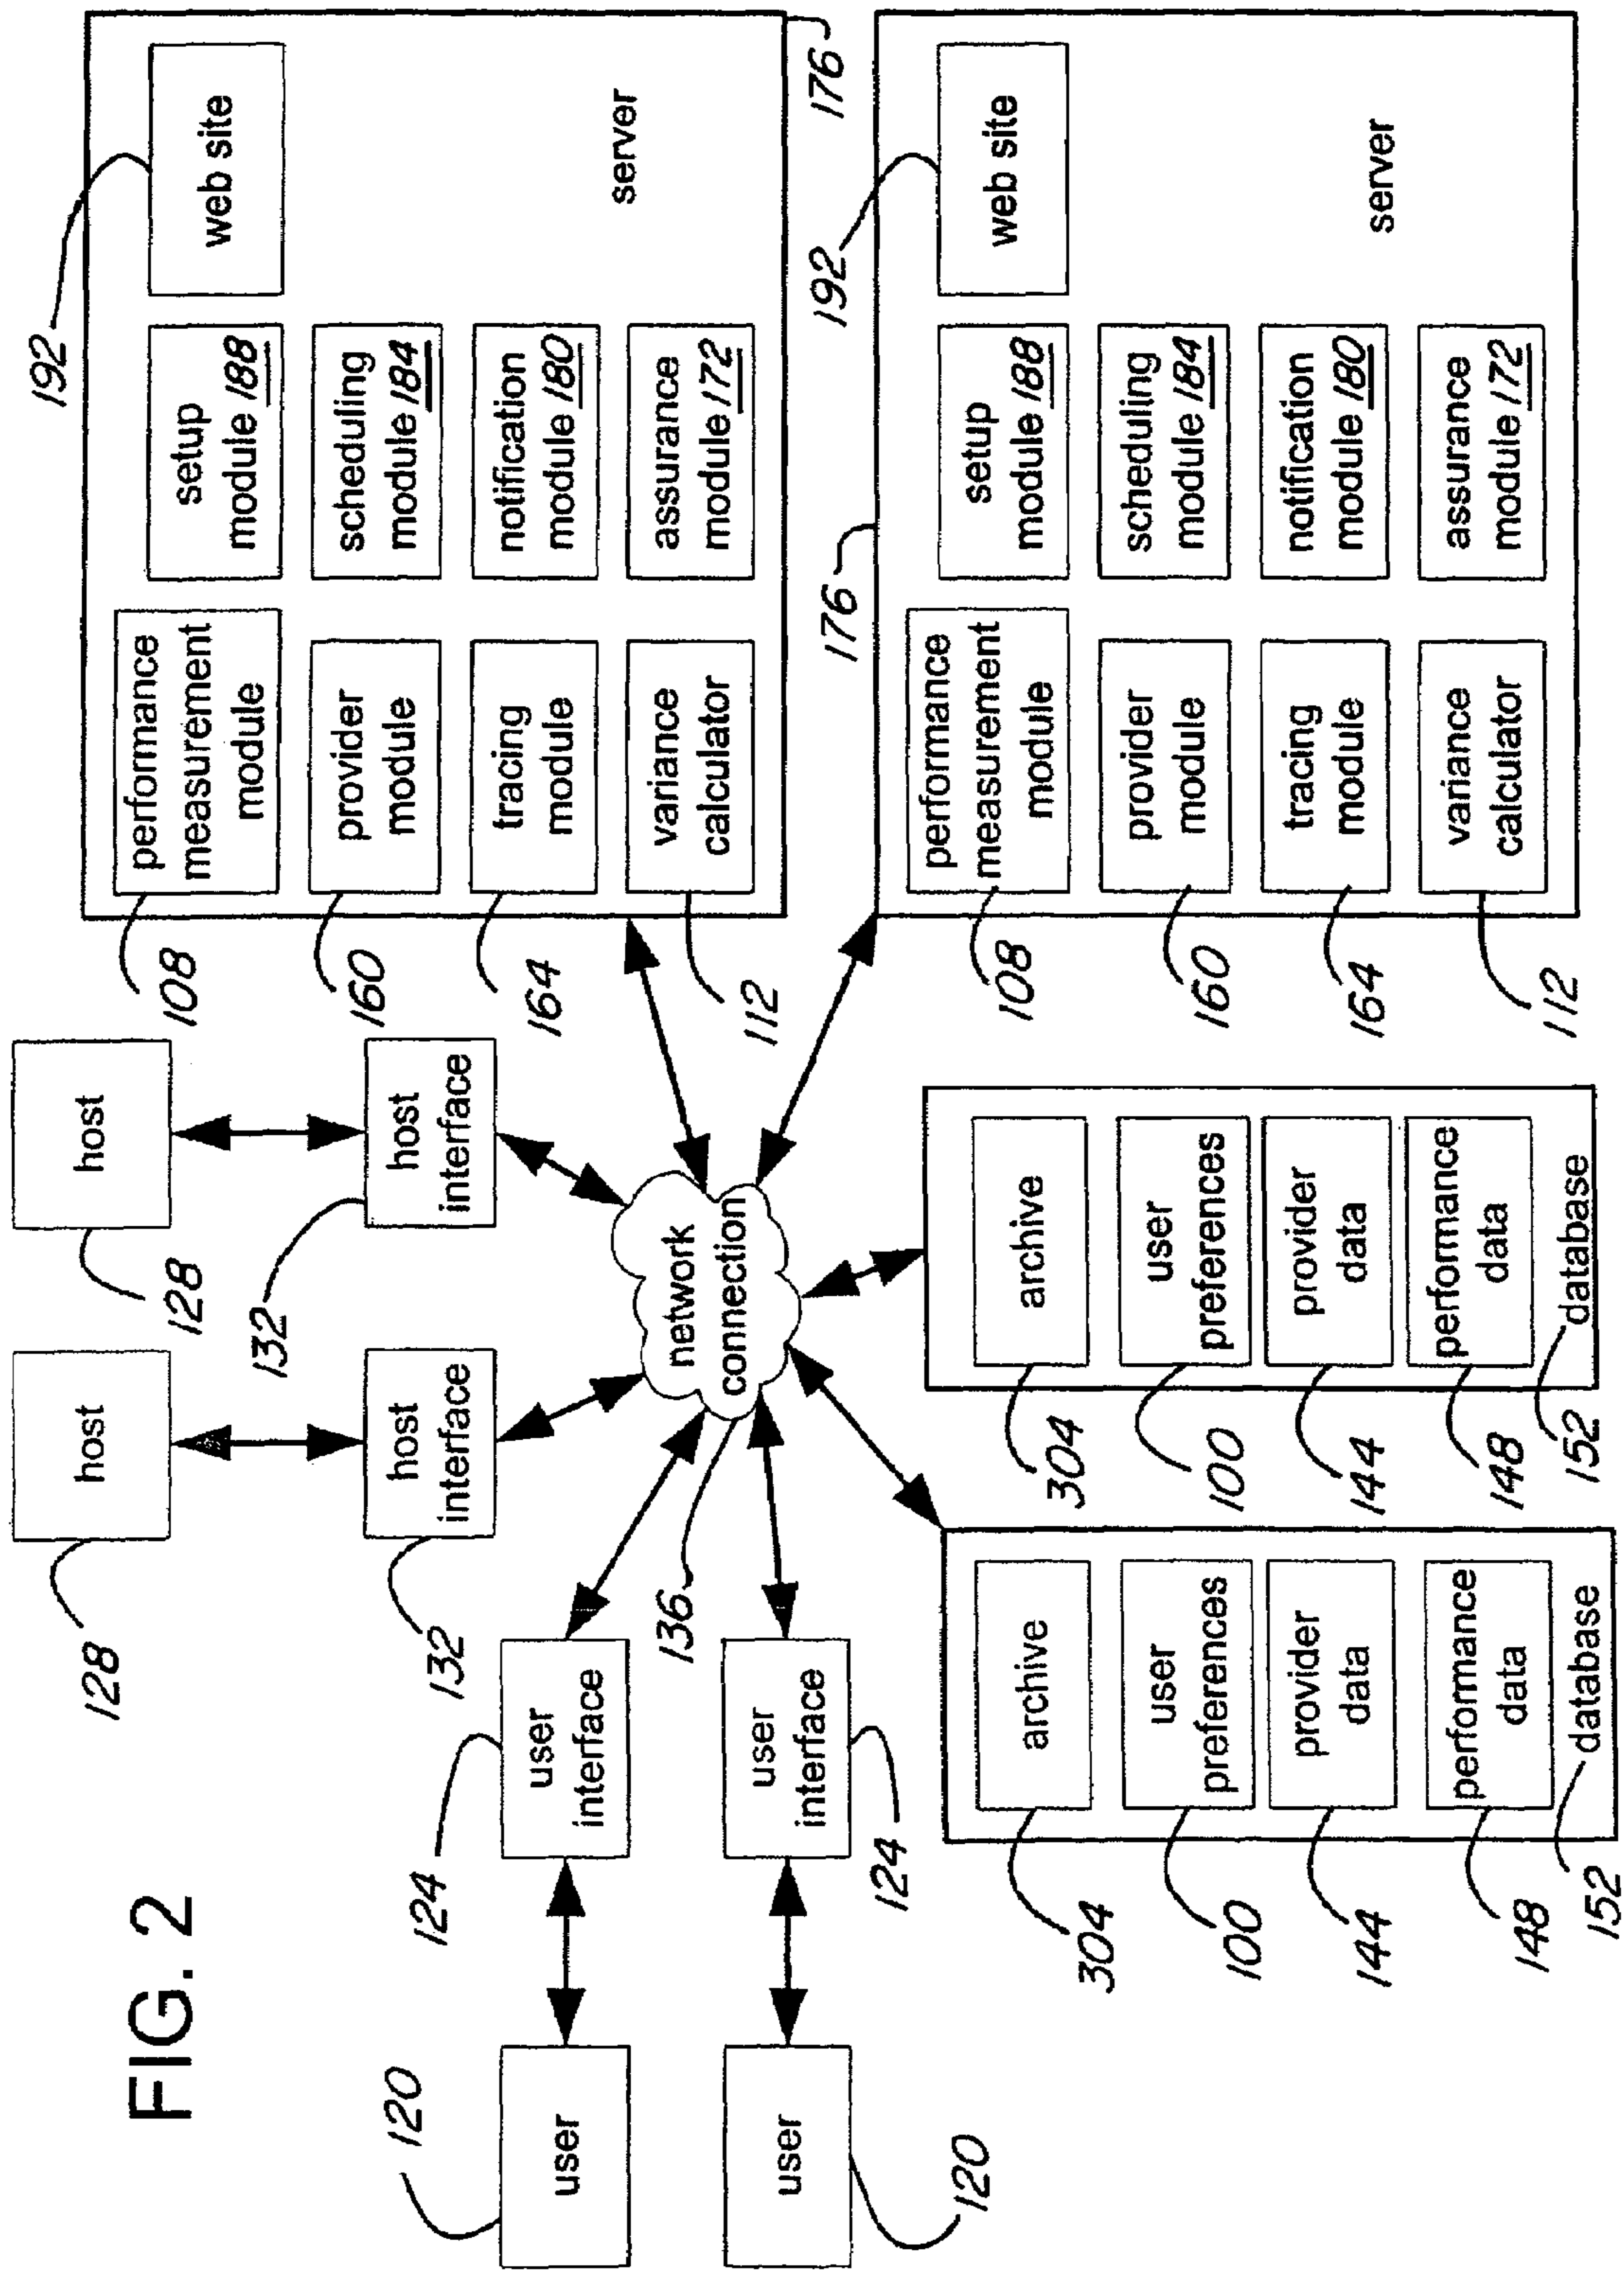 FIG. 2
128
host
132
host
interface
128
host
132
host
interface
120
user
124
user
interface
120
user
124
user
interface
136
network
connection
192
web site
server
176
108
performance
measurement
module
setup
module 188
160
provider
module
scheduling
module 184
164
tracing
module
notification
module 180
112
variance
calculator
assurance
module 172
192
web site
server
176
108
performance
measurement
module
setup
module 188
160
provider
module
scheduling
module 184
164
tracing
module
notification
module 180
112
variance
calculator
assurance
module 172
304
archive
100
user
preferences
144
provider
data
148
performance
data
152
database
304
archive
100
user
preferences
144
provider
data
148
performance
data
152
database